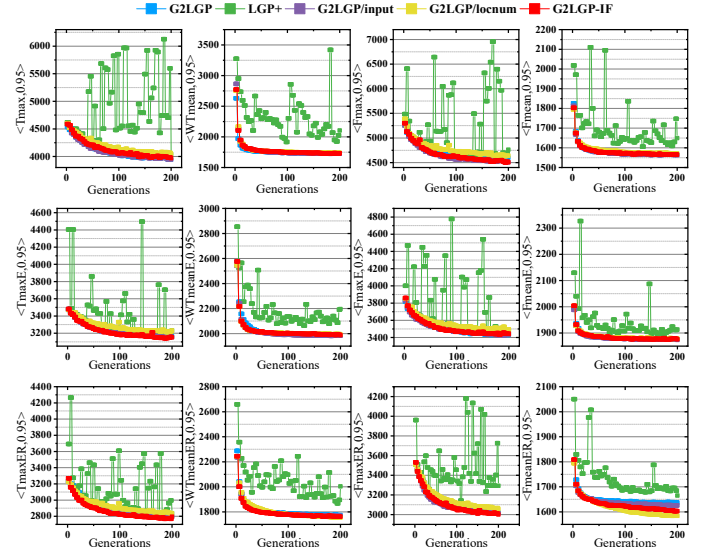 G2LGP LGP+ G2LGP/input G2LGP/locnum G2LGP-IF
<Tmax,0.95>
6000
5500
5000
4500
4000
0 100 200
Generations
<WTmean,0.95>
3500
3000
2500
2000
1500
0 100 200
Generations
<Fmax,0.95>
7000
6500
6000
5500
5000
4500
0 100 200
Generations
<Fmean,0.95>
2200
2100
2000
1900
1800
1700
1600
1500
0 100 200
Generations
<TmaxE,0.95>
4600
4400
4200
4000
3800
3600
3400
3200
0 100 200
Generations
<WTmeanE,0.95>
3000
2800
2600
2400
2200
2000
0 100 200
Generations
<FmaxE,0.95>
4800
4600
4400
4200
4000
3800
3600
3400
0 100 200
Generations
<FmeanE,0.95>
2300
2200
2100
2000
1900
0 100 200
Generations
<TmaxER,0.95>
4400
4200
4000
3800
3600
3400
3200
3000
2800
0 100 200
Generations
<WTmeanER,0.95>
2800
2600
2400
2200
2000
1800
0 100 200
Generations
<FmaxER,0.95>
4200
4000
3800
3600
3400
3200
3000
0 100 200
Generations
<FmeanER,0.95>
2100
2000
1900
1800
1700
1600
0 100 200
Generations